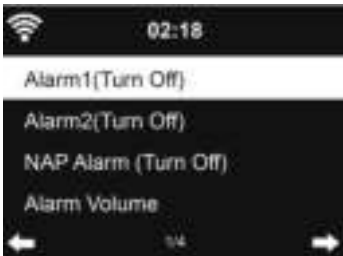 02:18
Alarm1(Turn Off)
Alarm2(Turn Off)
NAP Alarm (Turn Off)
Alarm Volume
1/4